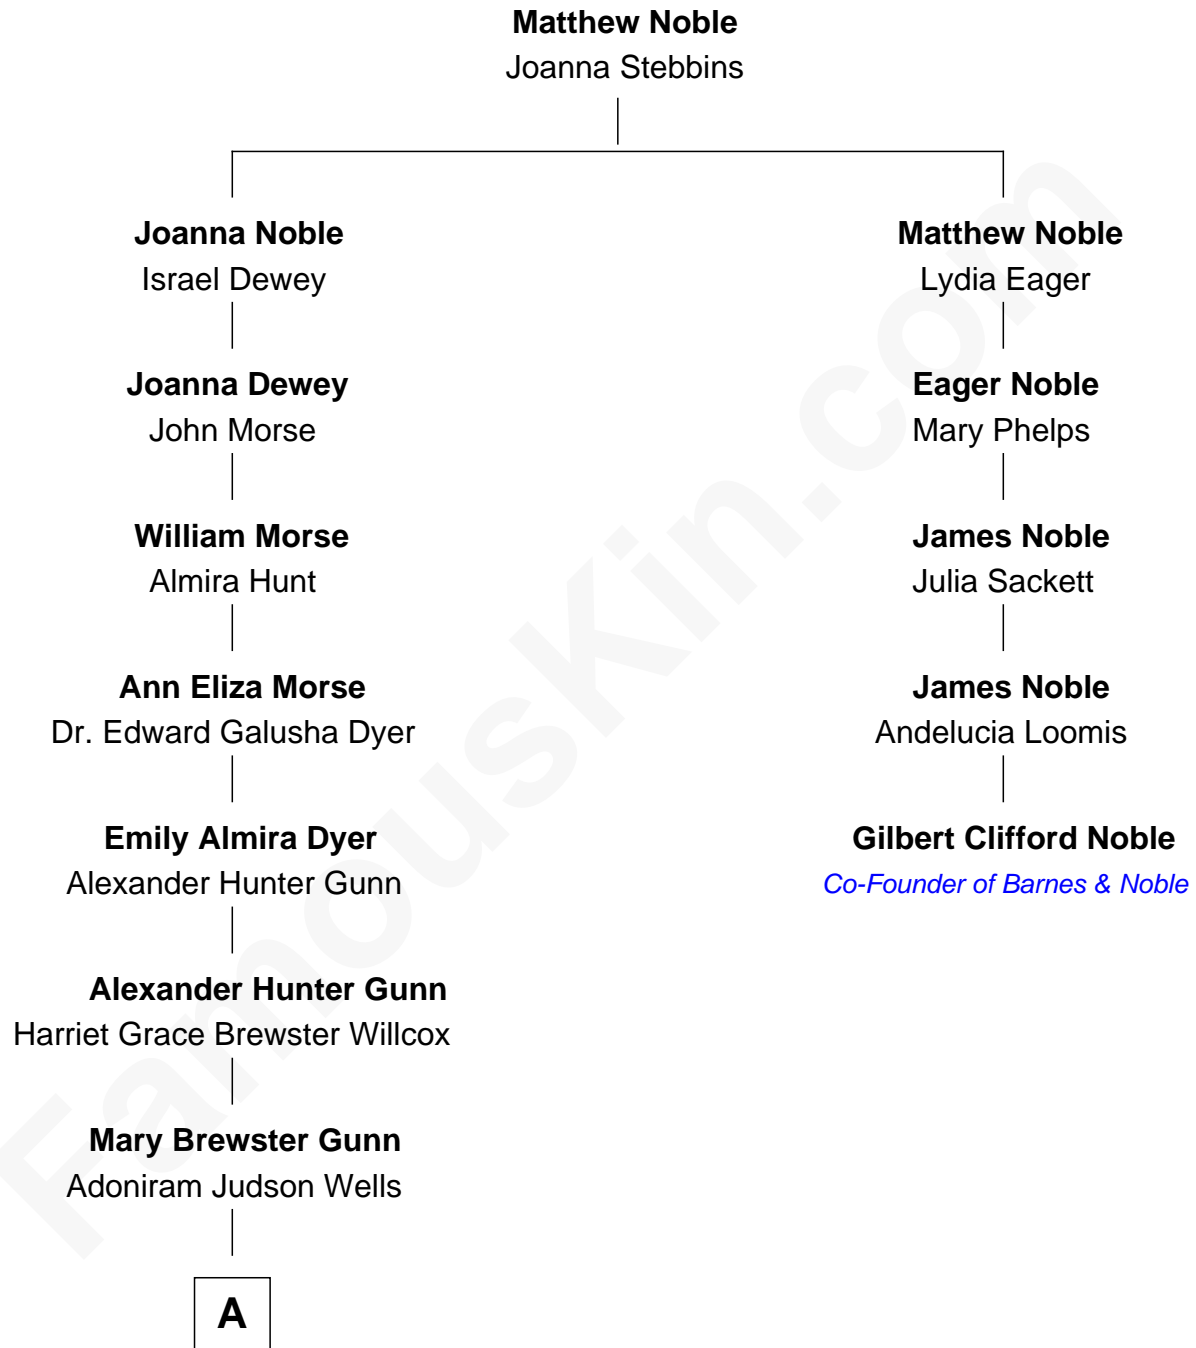 Matthew Noble
Joanna Stebbins
Joanna Noble
Israel Dewey
Matthew Noble
Lydia Eager
Joanna Dewey
John Morse
Eager Noble
Mary Phelps
William Morse
Almira Hunt
James Noble
Julia Sackett
Ann Eliza Morse
Dr. Edward Galusha Dyer
James Noble
Andelucia Loomis
Emily Almira Dyer
Alexander Hunter Gunn
Gilbert Clifford Noble
Co-Founder of Barnes & Noble
Alexander Hunter Gunn
Harriet Grace Brewster Willcox
Mary Brewster Gunn
Adoniram Judson Wells
A
FamousKin.com